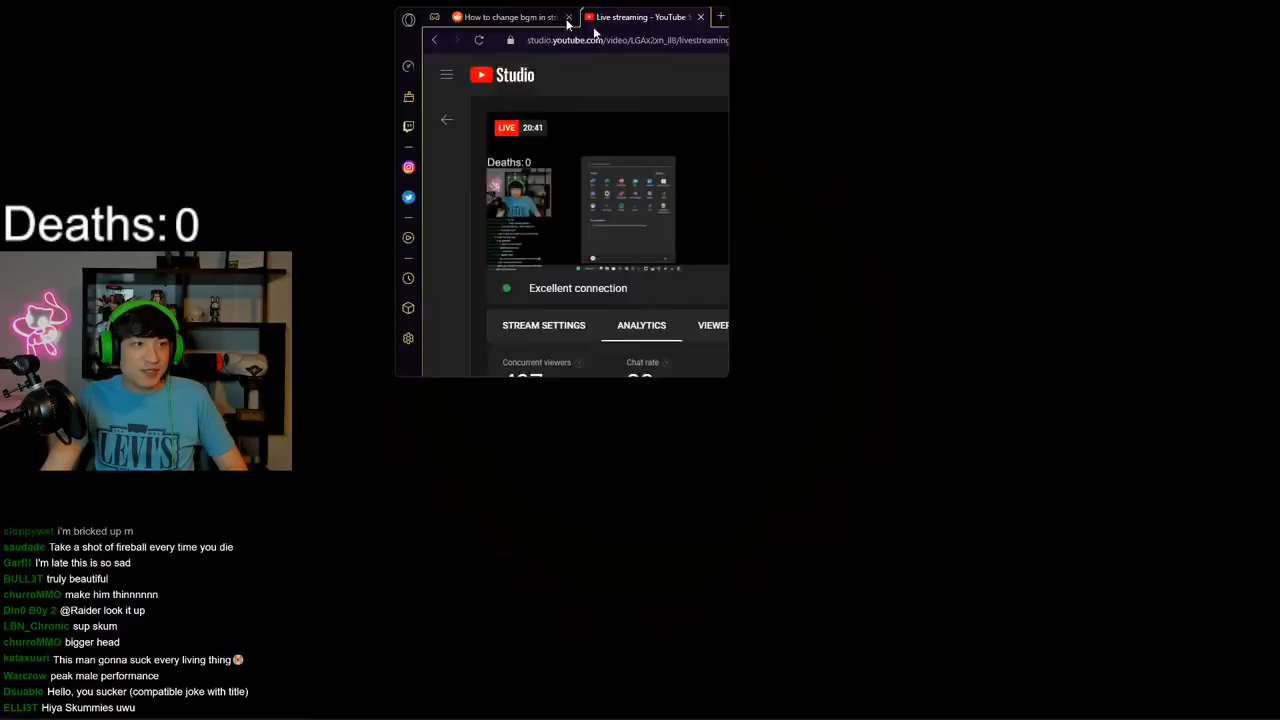 How to change bgm in str
Live streaming - YouTube S
studio.youtube.com/video/LGAx2xn_lI8/livestreaming
Studio
LIVE 20:41
Deaths:0
Excellent connection
STREAM SETTINGS ANALYTICS VIEWER
Concurrent viewers Chat rate
Deaths: 0
LEVI'S
sloppywet i'm bricked up rn
saudade Take a shot of fireball every time you die
Garfll I'm late this is so sad
BULL3T truly beautiful
churroMMO make him thinnnnnn
Din0 B0y 2 @Raider look it up
LBN_Chronic sup skum
churroMMO bigger head
kataxuuri This man gonna suck every living thing😭
Warcrow peak male performance
Dsuable Hello, you sucker (compatible joke with title)
ELLI3T Hiya Skummies uwu